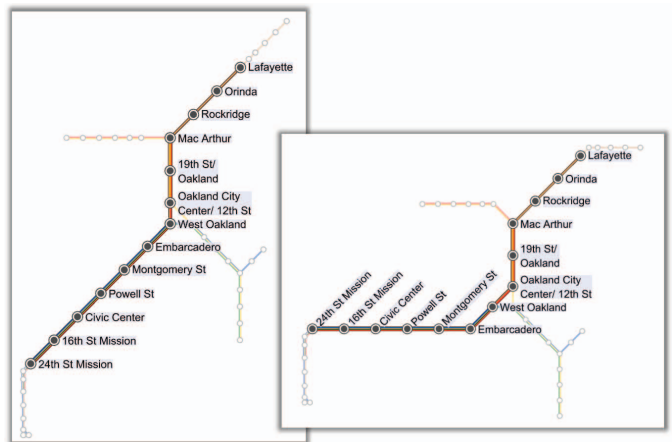 Lafayette
Orinda
Rockridge
Mac Arthur
19th St/
Oakland
Oakland City
Center/ 12th St
West Oakland
Embarcadero
Montgomery St
Powell St
Civic Center
16th St Mission
24th St Mission
Lafayette
Orinda
Rockridge
Mac Arthur
19th St/
Oakland
Oakland City
Center/ 12th St
West Oakland
Embarcadero
24th St Mission
16th St Mission
Civic Center
Powell St
Montgomery St